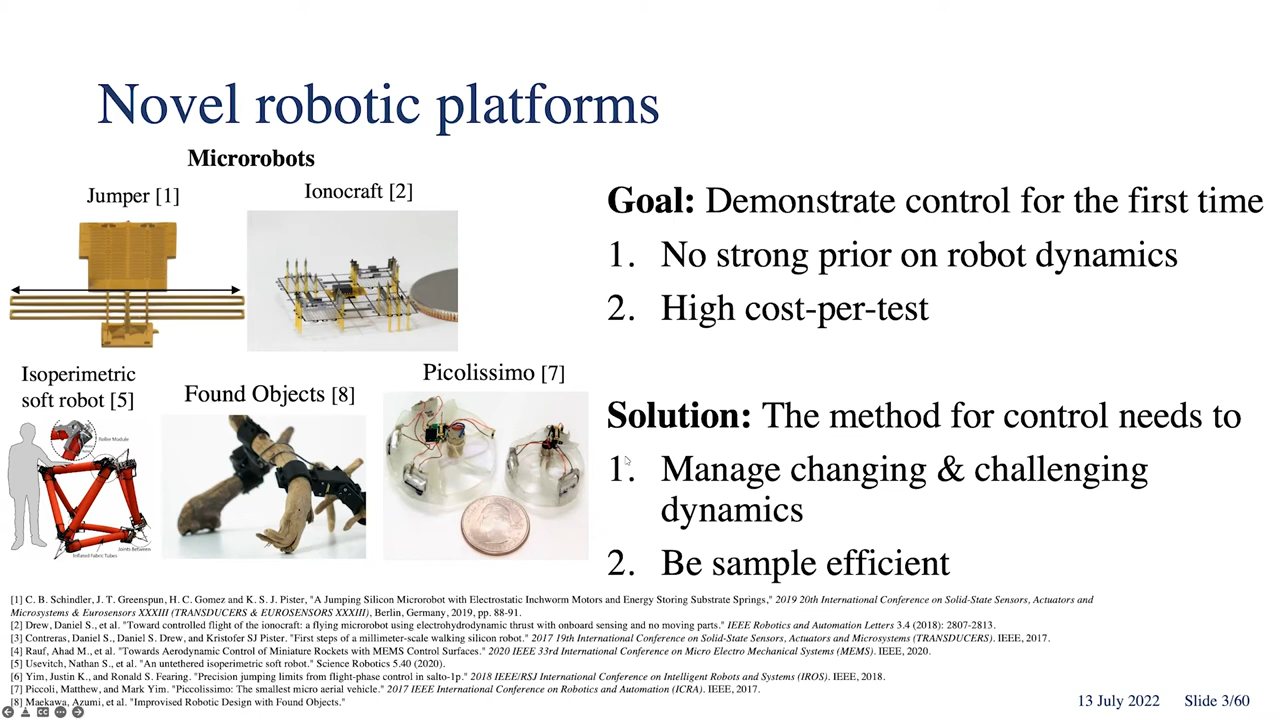 Novel robotic platforms
Microrobots
Jumper [1]
Ionocraft [2]
Isoperimetric
soft robot [5]
Found Objects [8]
Picolissimo [7]
Roller Module
Inflated Fabric Tubes
Joints Between
Goal: Demonstrate control for the first time
1. No strong prior on robot dynamics
2. High cost-per-test
Solution: The method for control needs to
1. Manage changing & challenging
dynamics
2. Be sample efficient
[1] C. B. Schindler, J. T. Greenspun, H. C. Gomez and K. S. J. Pister, "A Jumping Silicon Microrobot with Electrostatic Inchworm Motors and Energy Storing Substrate Springs," 2019 20th International Conference on Solid-State Sensors, Actuators and
Microsystems & Eurosensors XXXIII (TRANSDUCERS & EUROSENSORS XXXIII), Berlin, Germany, 2019, pp. 88-91.
[2] Drew, Daniel S., et al. "Toward controlled flight of the ionocraft: a flying microrobot using electrohydrodynamic thrust with onboard sensing and no moving parts." IEEE Robotics and Automation Letters 3.4 (2018): 2807-2813.
[3] Contreras, Daniel S., Daniel S. Drew, and Kristofer SJ Pister. "First steps of a millimeter-scale walking silicon robot." 2017 19th International Conference on Solid-State Sensors, Actuators and Microsystems (TRANSDUCERS). IEEE, 2017.
[4] Rauf, Ahad M., et al. "Towards Aerodynamic Control of Miniature Rockets with MEMS Control Surfaces." 2020 IEEE 33rd International Conference on Micro Electro Mechanical Systems (MEMS). IEEE, 2020.
[5] Usevitch, Nathan S., et al. "An untethered isoperimetric soft robot." Science Robotics 5.40 (2020).
[6] Yim, Justin K., and Ronald S. Fearing. "Precision jumping limits from flight-phase control in salto-1p." 2018 IEEE/RSJ International Conference on Intelligent Robots and Systems (IROS). IEEE, 2018.
[7] Piccoli, Matthew, and Mark Yim. "Piccolissimo: The smallest micro aerial vehicle." 2017 IEEE International Conference on Robotics and Automation (ICRA). IEEE, 2017.
[8] Maekawa, Azumi, et al. "Improvised Robotic Design with Found Objects."
13 July 2022 Slide 3/60